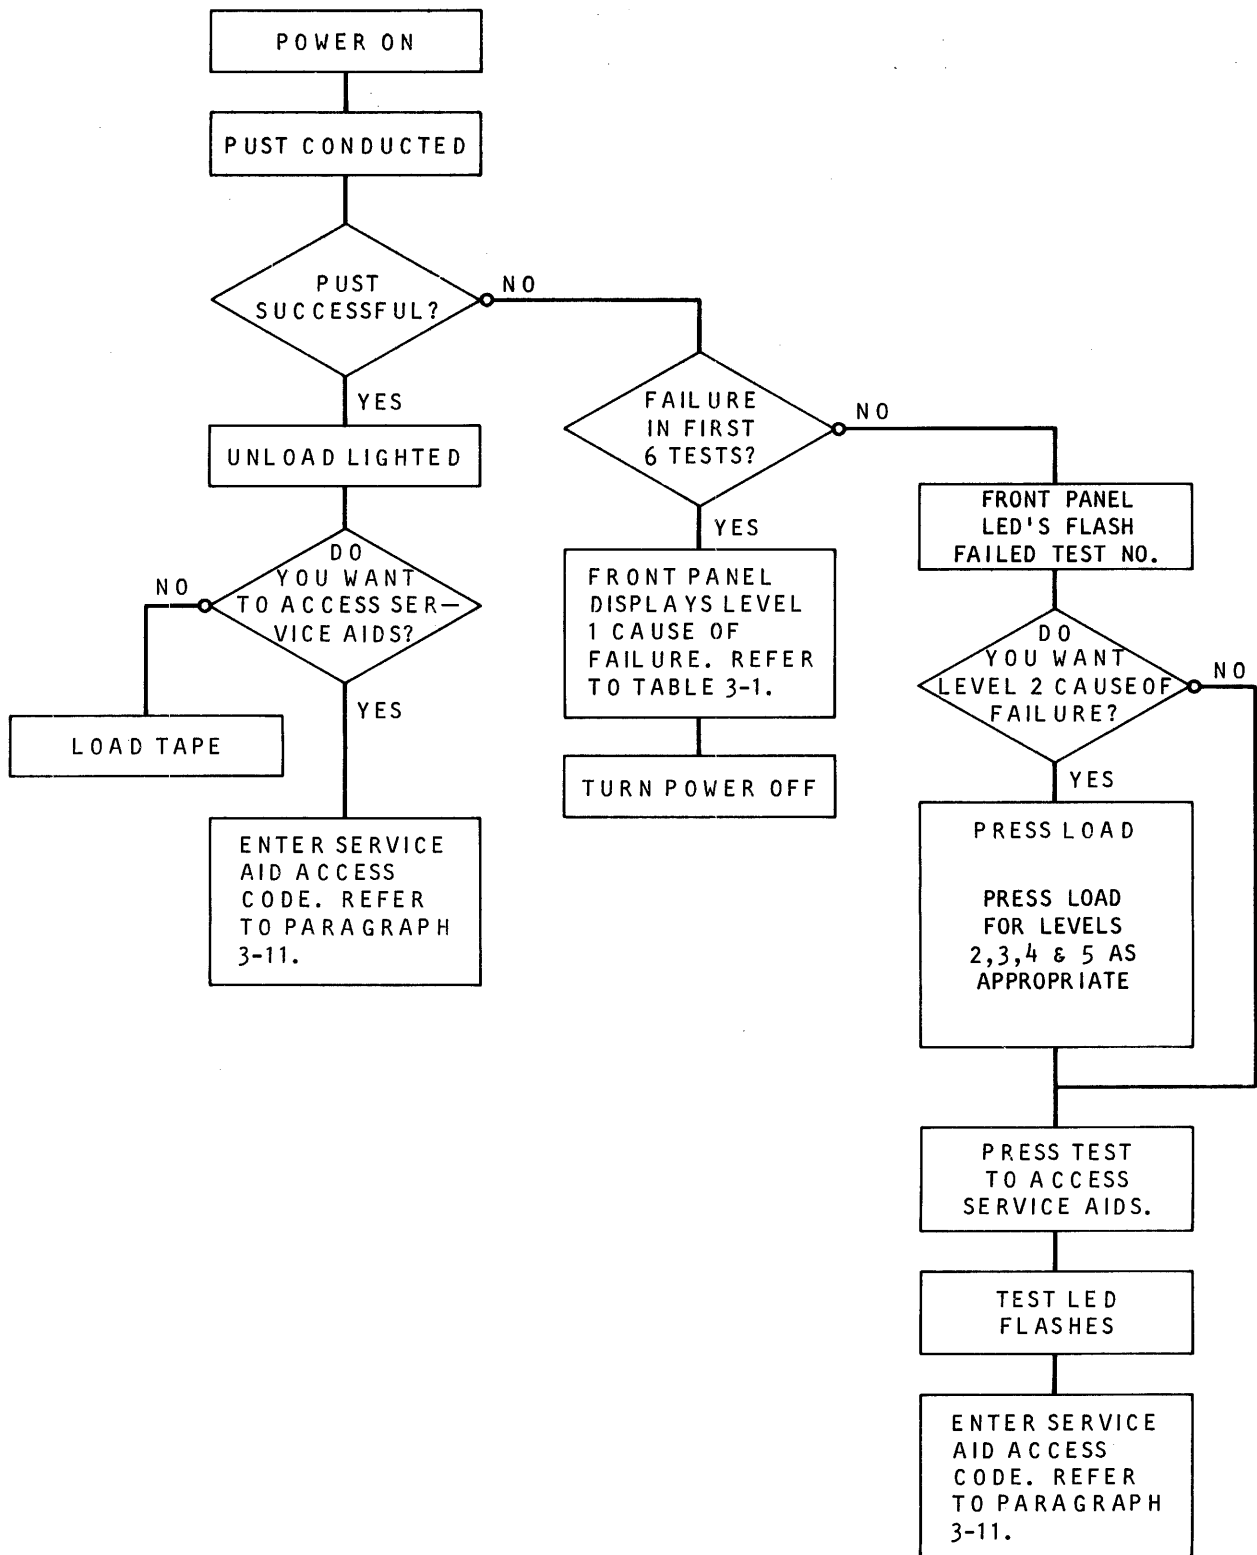 POWER ON
PUST CONDUCTED
PUST
SUCCESSFUL?
NO
YES
UNLOAD LIGHTED
DO
YOU WANT
TO ACCESS SER—
VICE AIDS?
NO
LOAD TAPE
YES
ENTER SERVICE
AID ACCESS
CODE. REFER
TO PARAGRAPH
3-11.
FAILURE
IN FIRST
6 TESTS?
NO
YES
FRONT PANEL
DISPLAYS LEVEL
1 CAUSE OF
FAILURE. REFER
TO TABLE 3-1.
TURN POWER OFF
FRONT PANEL
LED'S FLASH
FAILED TEST NO.
DO
YOU WANT
LEVEL 2 CAUSE OF
FAILURE?
NO
YES
PRESS LOAD
PRESS LOAD
FOR LEVELS
2,3,4 & 5 AS
APPROPRIATE
PRESS TEST
TO ACCESS
SERVICE AIDS.
TEST LED
FLASHES
ENTER SERVICE
AID ACCESS
CODE. REFER
TO PARAGRAPH
3-11.